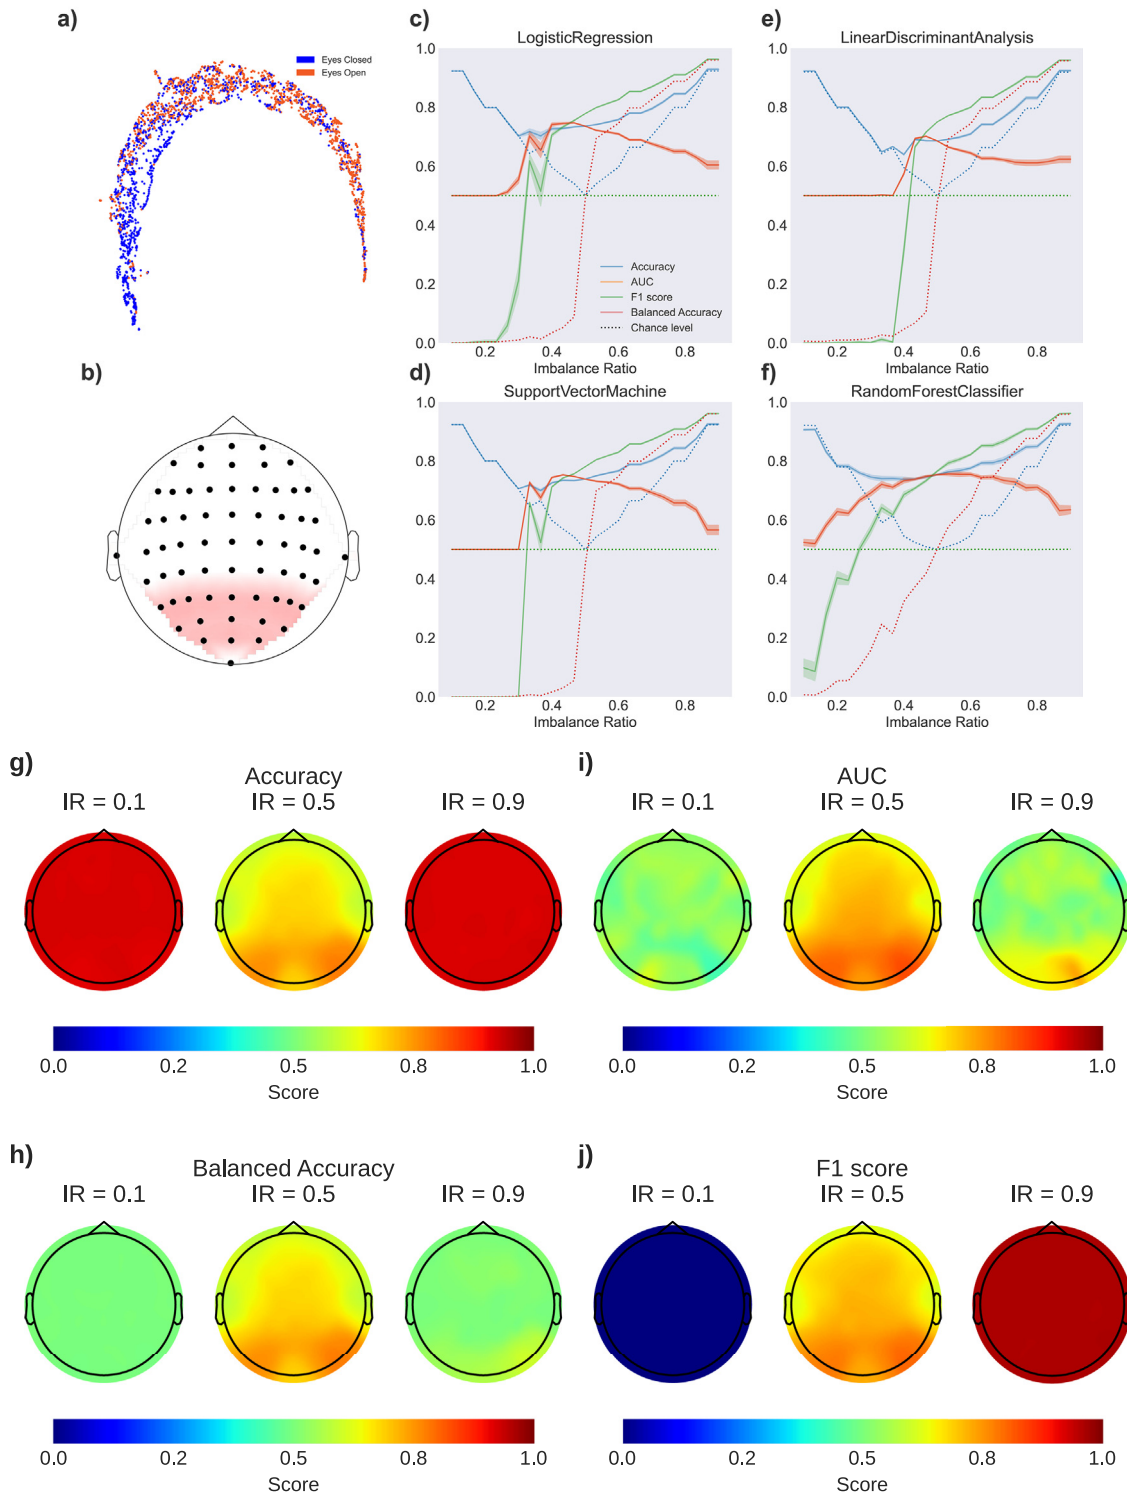 a)
Eyes Closed
Eyes Open
b)
c)
LogisticRegression
1.0
0.8
0.6
0.4
0.2
0.0
Accuracy
AUC
F1 score
Balanced Accuracy
Chance level
0.2 0.4 0.6 0.8
Imbalance Ratio
e)
LinearDiscriminantAnalysis
1.0
0.8
0.6
0.4
0.2
0.0
0.2 0.4 0.6 0.8
Imbalance Ratio
d)
SupportVectorMachine
1.0
0.8
0.6
0.4
0.2
0.0
0.2 0.4 0.6 0.8
Imbalance Ratio
f)
RandomForestClassifier
1.0
0.8
0.6
0.4
0.2
0.0
0.2 0.4 0.6 0.8
Imbalance Ratio
g)
Accuracy
IR = 0.1 IR = 0.5 IR = 0.9
0.0 0.2 0.5 0.8 1.0
Score
i)
AUC
IR = 0.1 IR = 0.5 IR = 0.9
0.0 0.2 0.5 0.8 1.0
Score
h)
Balanced Accuracy
IR = 0.1 IR = 0.5 IR = 0.9
0.0 0.2 0.5 0.8 1.0
Score
j)
F1 score
IR = 0.1 IR = 0.5 IR = 0.9
0.0 0.2 0.5 0.8 1.0
Score